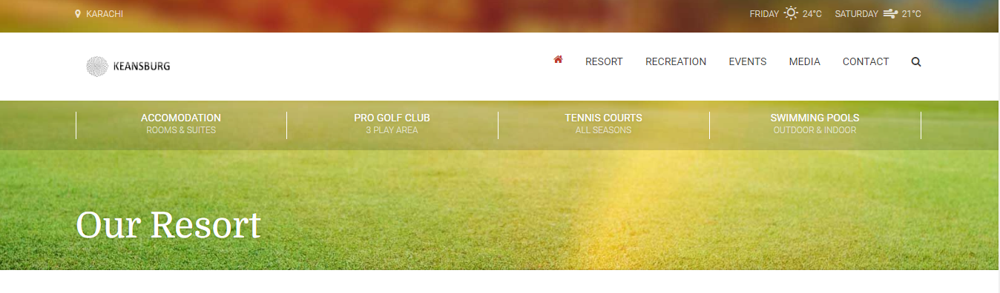 KARACHI
FRIDAY 24°C SATURDAY 21°C
KEANSBURG
RESORT RECREATION EVENTS MEDIA CONTACT
ACCOMODATION
ROOMS & SUITES
PRO GOLF CLUB
3 PLAY AREA
TENNIS COURTS
ALL SEASONS
SWIMMING POOLS
OUTDOOR & INDOOR
Our Resort